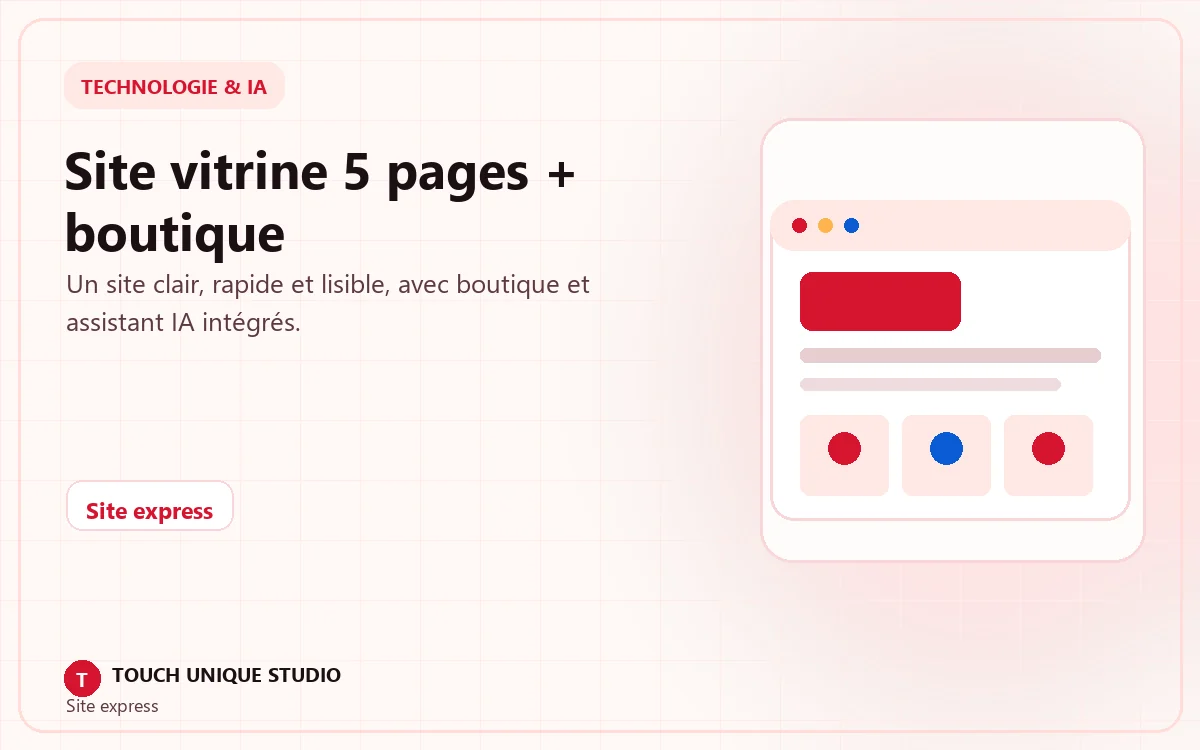 TECHNOLOGIE & IA
Site vitrine 5 pages +
boutique
Un site clair, rapide et lisible, avec boutique et
assistant IA intégrés.
Site express
T
TOUCH UNIQUE STUDIO
Site express